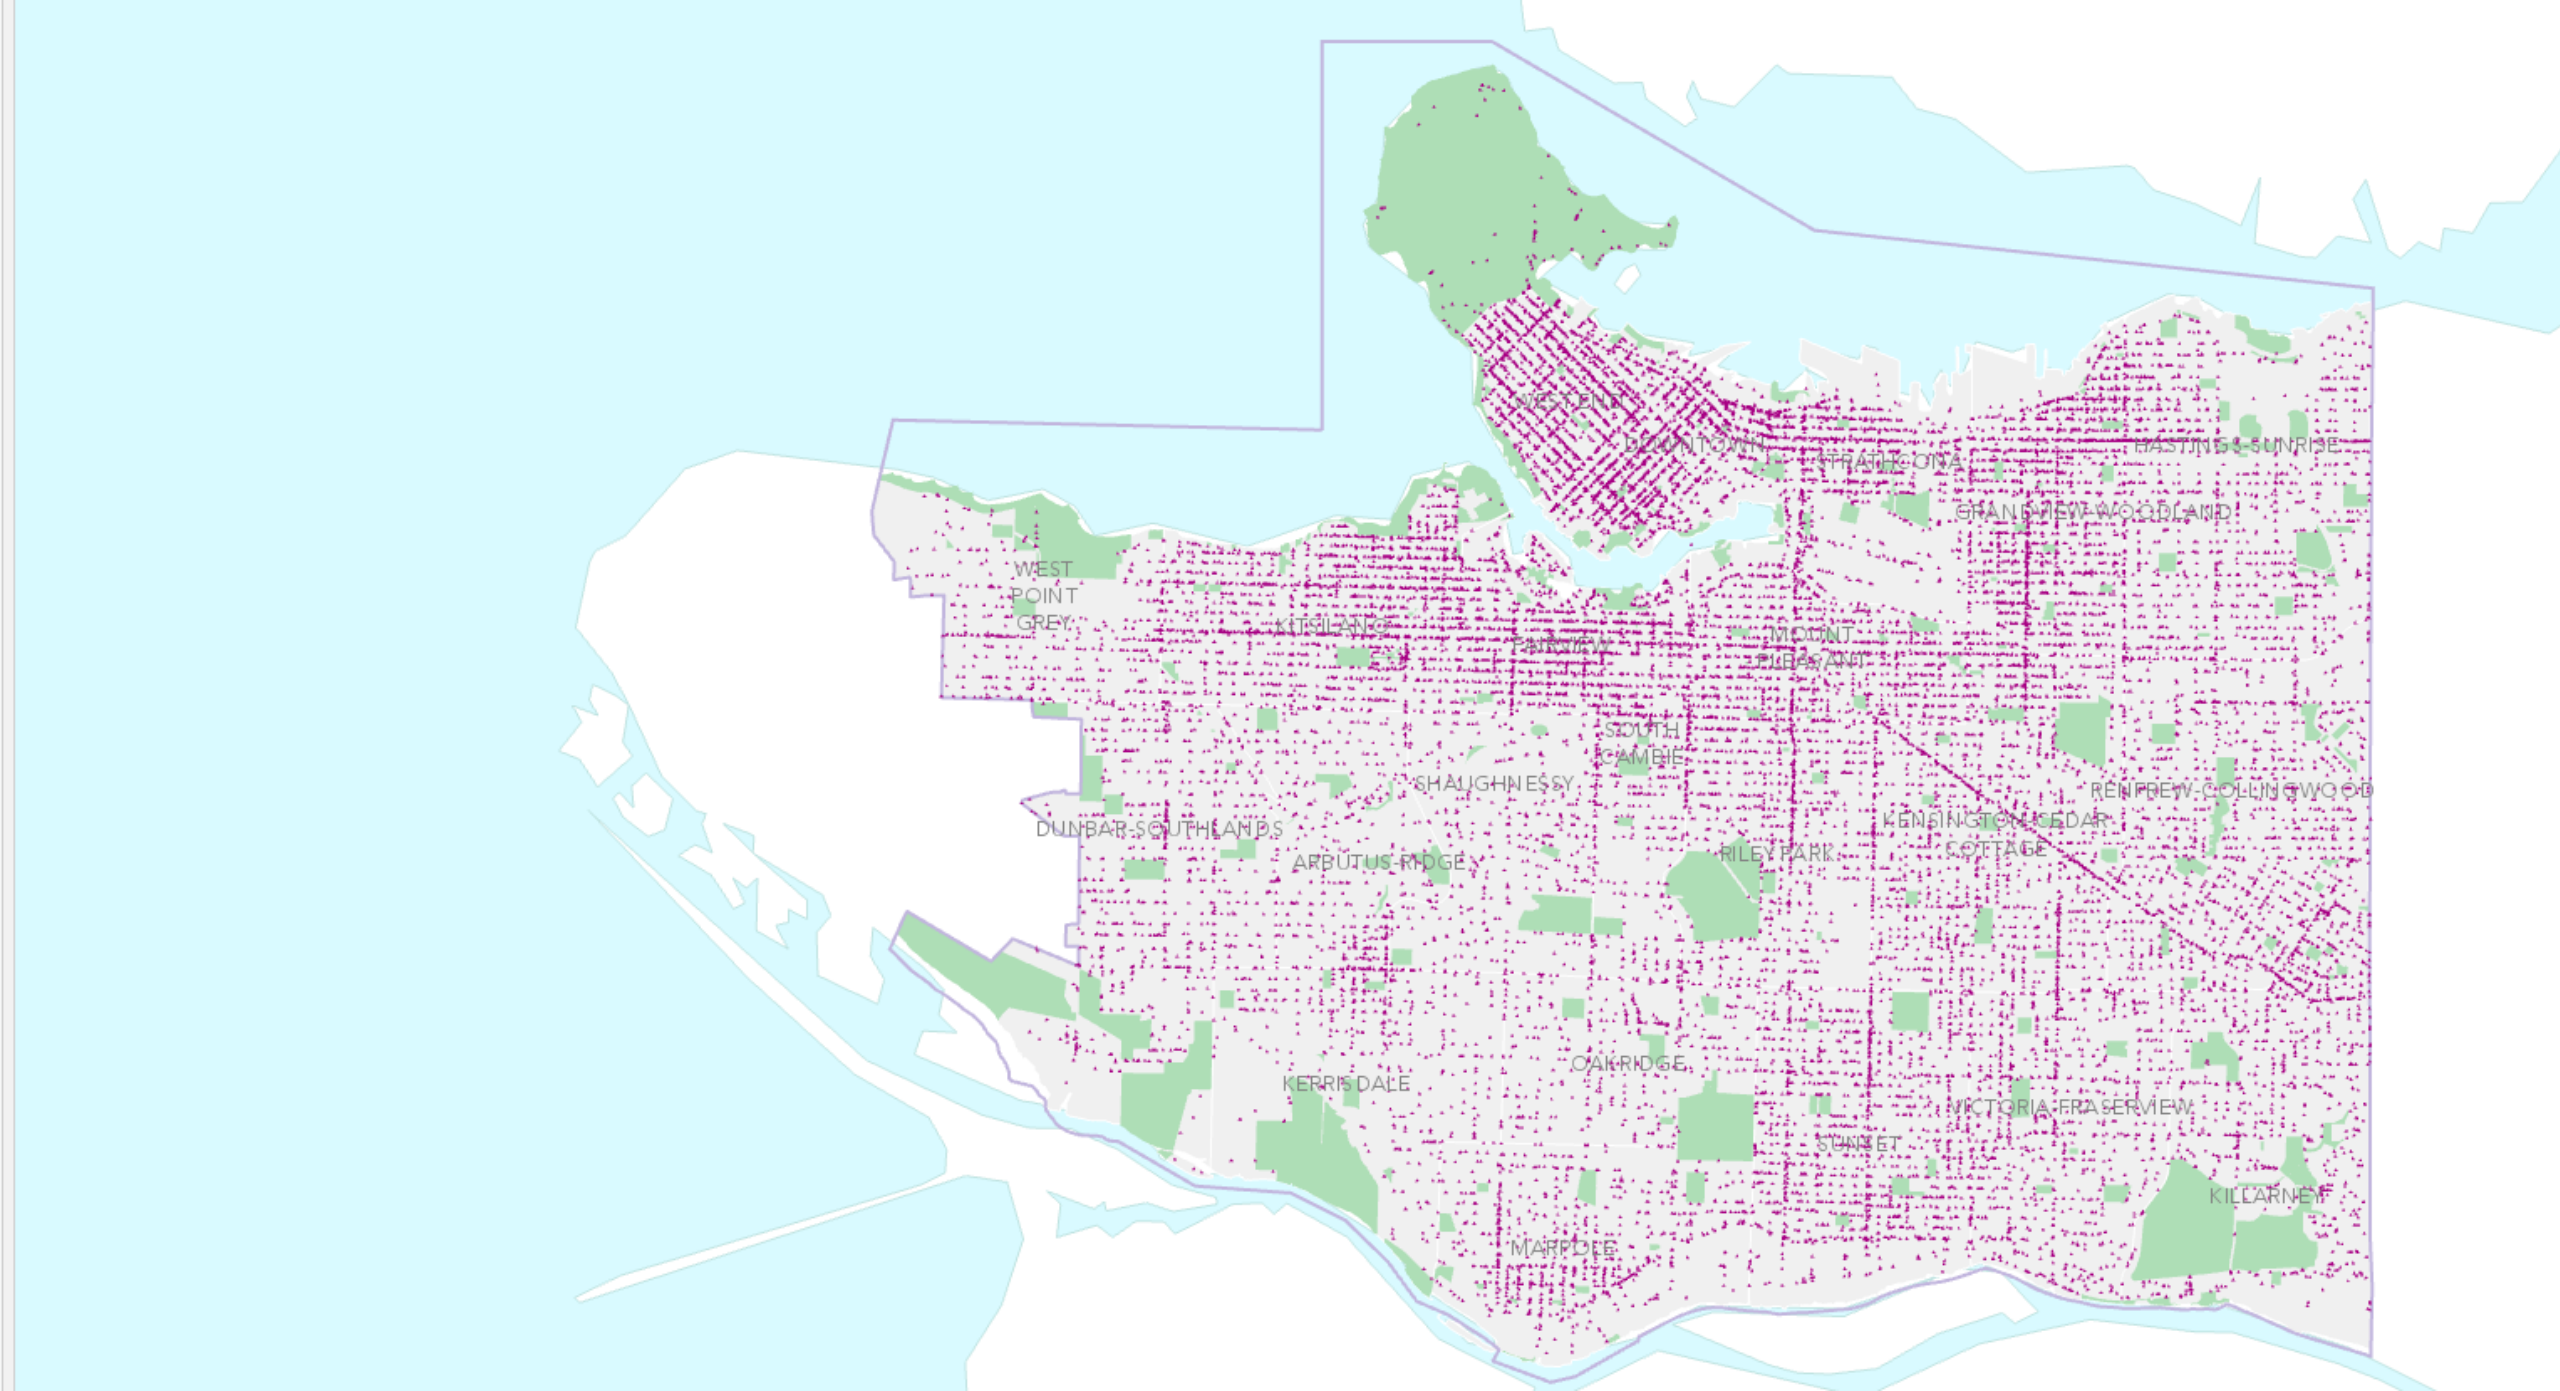 WEST END
DOWNTOWN
STRATHCONA
HASTINGS-SUNRISE
GRANDVIEW-WOODLAND
WEST
POINT
GREY
KITSILANO
FAIRVIEW
MOUNT
PLEASANT
SOUTH
CAMBIE
SHAUGHNESSY
RENFREW-COLLINGWOOD
DUNBAR-SOUTHLANDS
KENSINGTON-CEDAR
COTTAGE
ARBUTUS-RIDGE
RILEY PARK
OAKRIDGE
KERRISDALE
VICTORIA-FRASERVIEW
SUNSET
KILLARNEY
MARPOLE